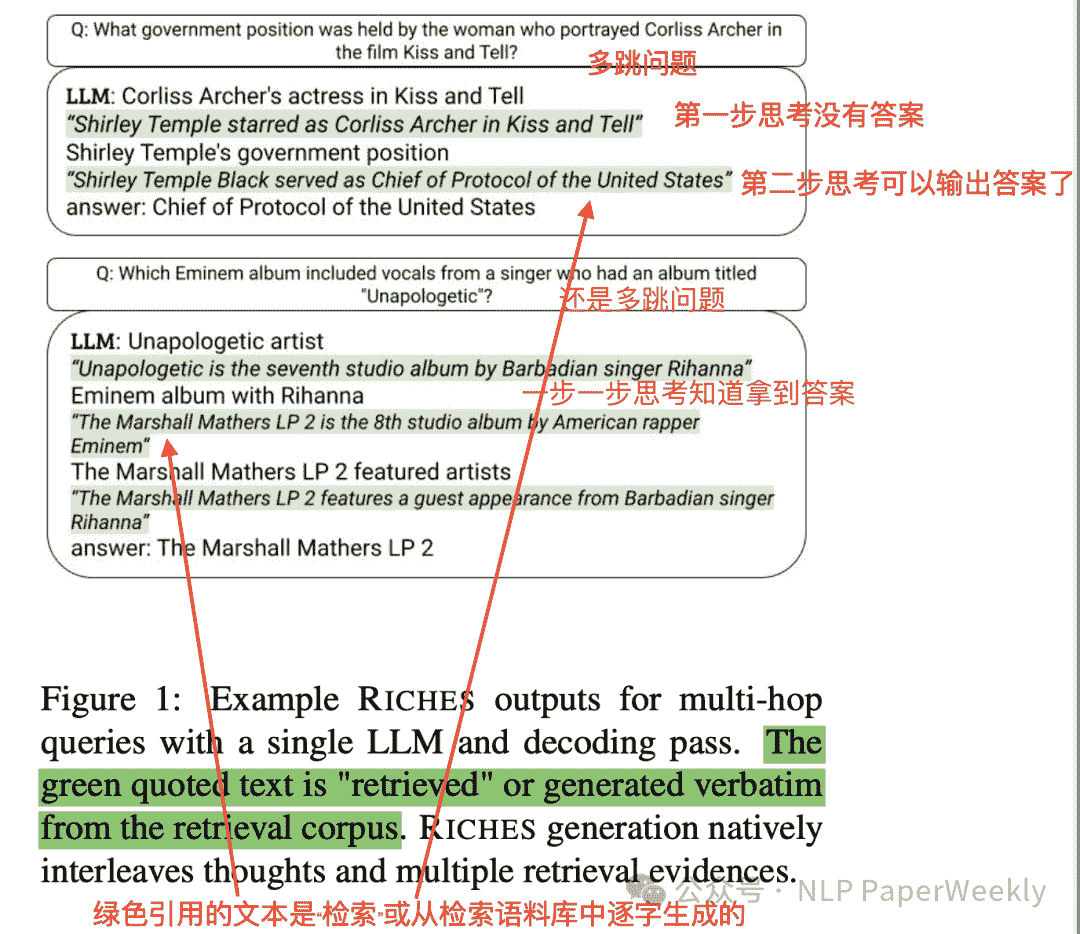 Q: What government position was held by the woman who portrayed Corliss Archer in
the film Kiss and Tell?
多跳问题
LLM: Corliss Archer's actress in Kiss and Tell
第一步思考没有答案
“Shirley Temple starred as Corliss Archer in Kiss and Tell”
Shirley Temple's government position
“Shirley Temple Black served as Chief of Protocol of the United States”
第二步思考可以输出答案了
answer: Chief of Protocol of the United States
Q: Which Eminem album included vocals from a singer who had an album titled
"Unapologetic"?
还是多跳问题
LLM: Unapologetic artist
“Unapologetic is the seventh studio album by Barbadian singer Rihanna”
Eminem album with Rihanna
一步一步思考知道拿到答案
“The Marshall Mathers LP 2 is the 8th studio album by American rapper
Eminem”
The Marshall Mathers LP 2 featured artists
“The Marshall Mathers LP 2 features a guest appearance from Barbadian singer
Rihanna”
answer: The Marshall Mathers LP 2
Figure 1: Example RICHES outputs for multi-hop
queries with a single LLM and decoding pass. The
green quoted text is "retrieved" or generated verbatim
from the retrieval corpus. RICHES generation natively
interleaves thoughts and multiple retrieval evidences.
公众号 · NLP PaperWeekly
绿色引用的文本是“检索”或从检索语料库中逐字生成的